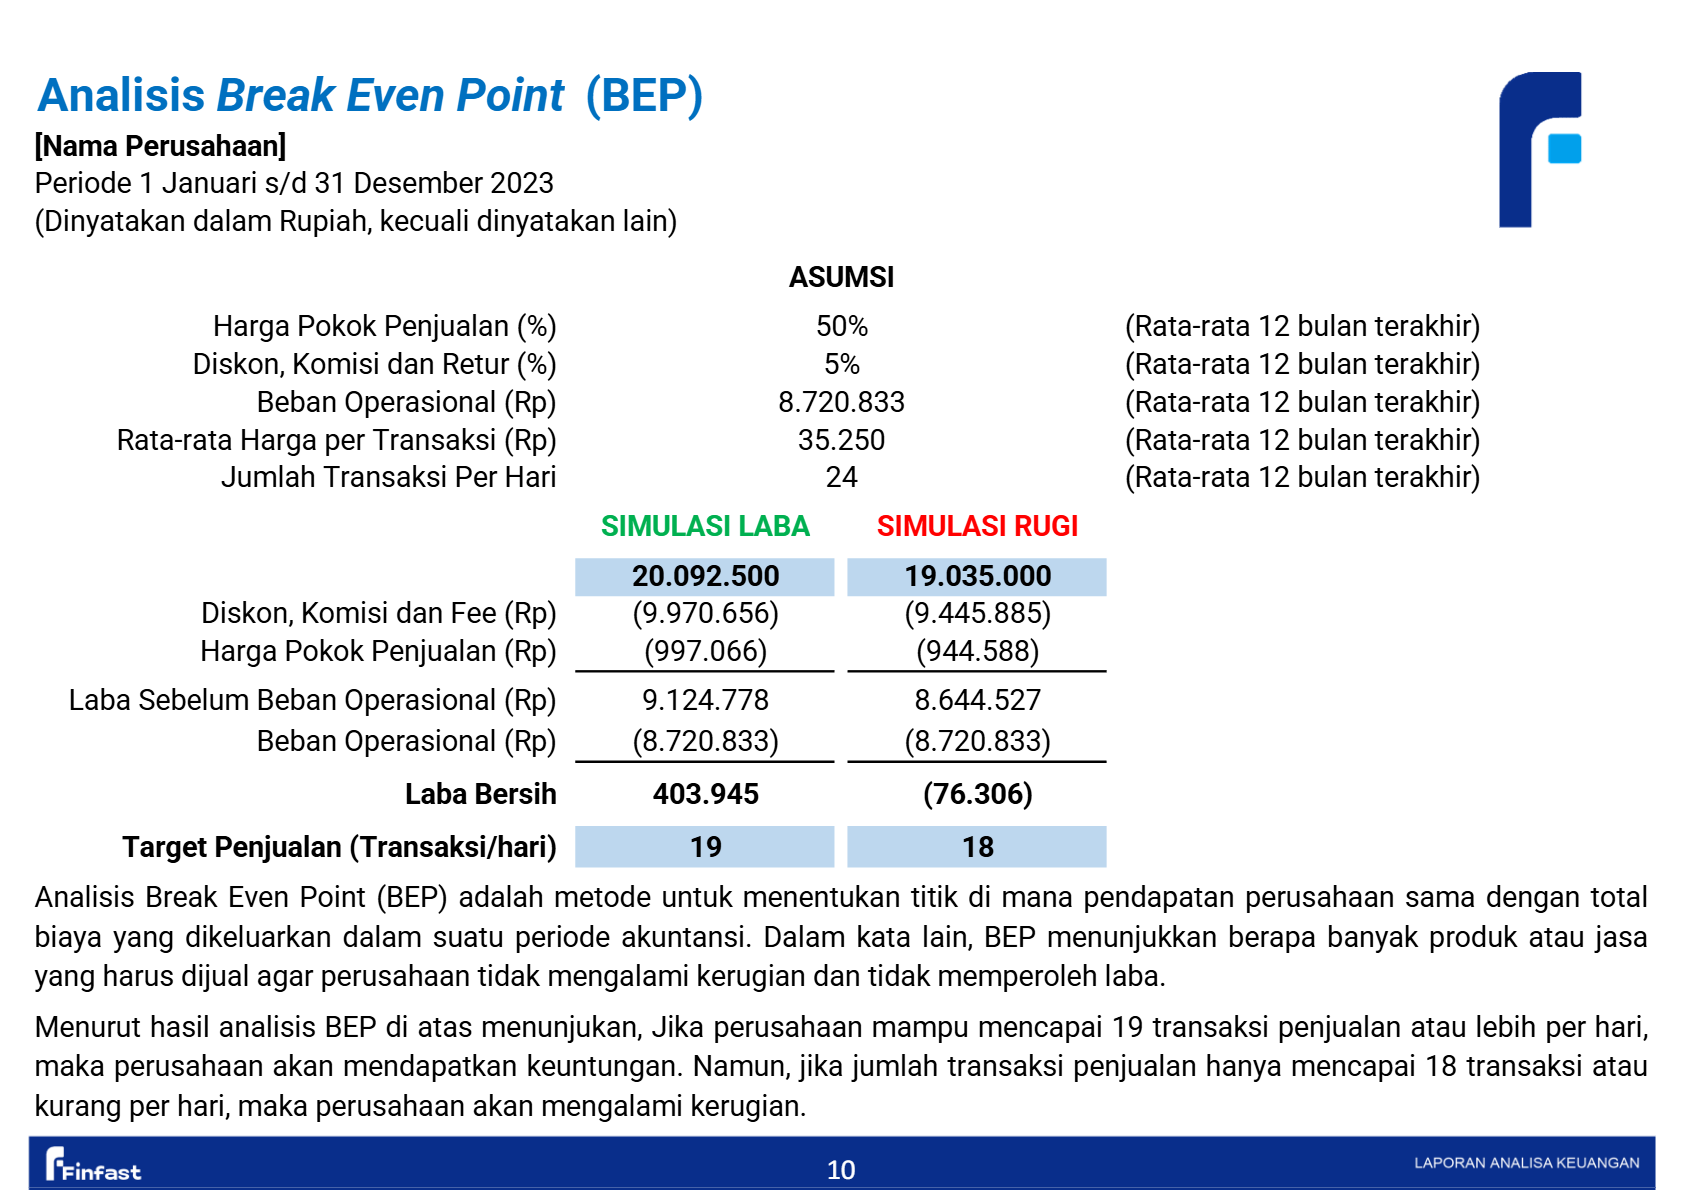 Analisis Break Even Point (BEP)
[Nama Perusahaan]
Periode 1 Januari s/d 31 Desember 2023
(Dinyatakan dalam Rupiah, kecuali dinyatakan lain)
ASUMSI
Harga Pokok Penjualan (%) 50% (Rata-rata 12 bulan terakhir)
Diskon, Komisi dan Retur (%) 5% (Rata-rata 12 bulan terakhir)
Beban Operasional (Rp) 8.720.833 (Rata-rata 12 bulan terakhir)
Rata-rata Harga per Transaksi (Rp) 35.250 (Rata-rata 12 bulan terakhir)
Jumlah Transaksi Per Hari 24 (Rata-rata 12 bulan terakhir)
SIMULASI LABA SIMULASI RUGI
20.092.500 19.035.000
Diskon, Komisi dan Fee (Rp) (9.970.656) (9.445.885)
Harga Pokok Penjualan (Rp) (997.066) (944.588)
Laba Sebelum Beban Operasional (Rp) 9.124.778 8.644.527
Beban Operasional (Rp) (8.720.833) (8.720.833)
Laba Bersih 403.945 (76.306)
Target Penjualan (Transaksi/hari) 19 18
Analisis Break Even Point (BEP) adalah metode untuk menentukan titik di mana pendapatan perusahaan sama dengan total
biaya yang dikeluarkan dalam suatu periode akuntansi. Dalam kata lain, BEP menunjukkan berapa banyak produk atau jasa
yang harus dijual agar perusahaan tidak mengalami kerugian dan tidak memperoleh laba.
Menurut hasil analisis BEP di atas menunjukan, Jika perusahaan mampu mencapai 19 transaksi penjualan atau lebih per hari,
maka perusahaan akan mendapatkan keuntungan. Namun, jika jumlah transaksi penjualan hanya mencapai 18 transaksi atau
kurang per hari, maka perusahaan akan mengalami kerugian.
Finfast 10 LAPORAN ANALISA KEUANGAN